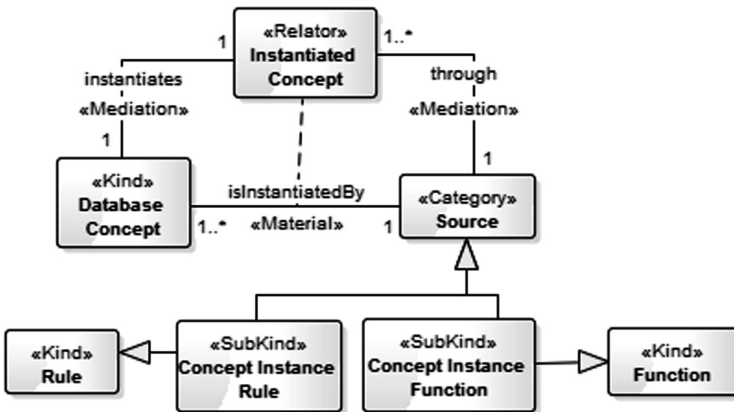 «Relator»
Instantiated
Concept
1
1..*
instantiates
through
«Mediation»
«Mediation»
1
1
«Kind»
Database
Concept
isInstantiatedBy
1..*
«Material»
1
«Category»
Source
«Kind»
Rule
«SubKind»
Concept Instance
Rule
«SubKind»
Concept Instance
Function
«Kind»
Function